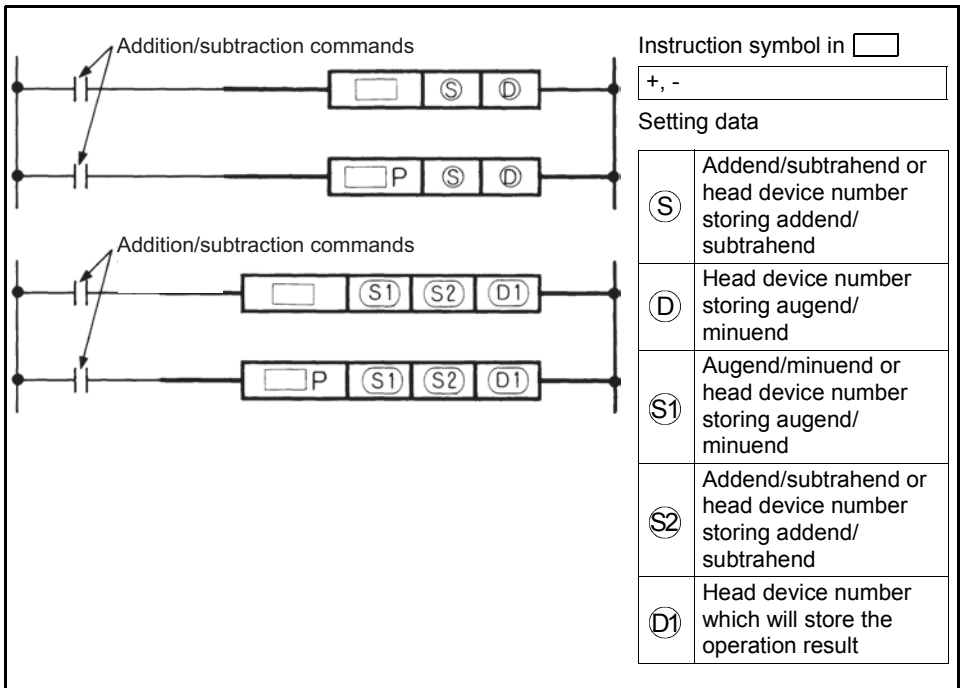 Addition/subtraction commands
Ⓢ Ⓓ
P Ⓢ Ⓓ
Addition/subtraction commands
S1 S2 D1
P S1 S2 D1
Instruction symbol in
+, -
Setting data
Ⓢ
Addend/subtrahend or
head device number
storing addend/
subtrahend
Ⓓ
Head device number
storing augend/
minuend
S1
Augend/minuend or
head device number
storing augend/
minuend
S2
Addend/subtrahend or
head device number
storing addend/
subtrahend
D1
Head device number
which will store the
operation result